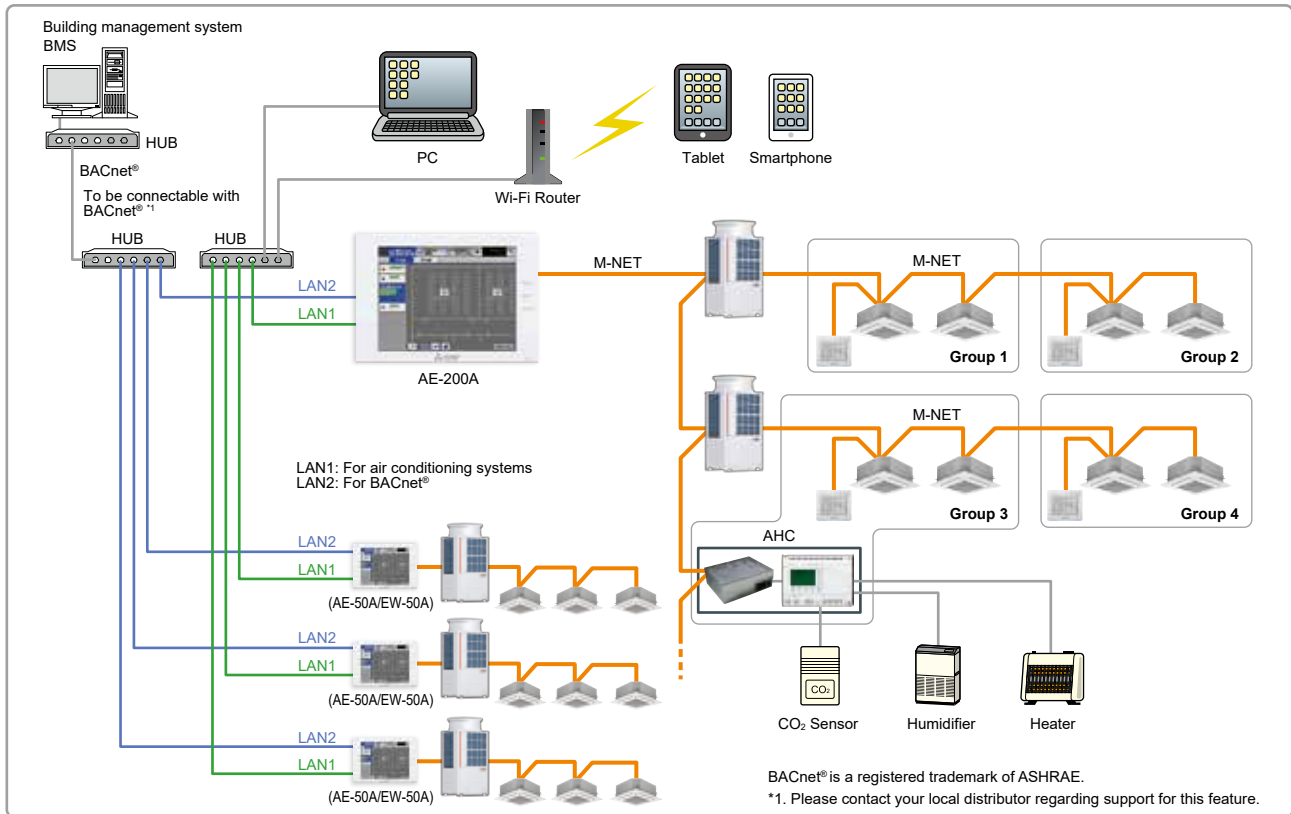 Building management system
BMS
HUB
BACnet®
To be connectable with
BACnet® *1
HUB
HUB
PC
Wi-Fi Router
Tablet
Smartphone
LAN2
LAN1
AE-200A
M-NET
M-NET
Group 1
Group 2
M-NET
Group 3
Group 4
LAN1: For air conditioning systems
LAN2: For BACnet®
AHC
LAN2
LAN1
(AE-50A/EW-50A)
LAN2
LAN1
(AE-50A/EW-50A)
LAN2
LAN1
(AE-50A/EW-50A)
CO₂
CO₂ Sensor
Humidifier
Heater
BACnet® is a registered trademark of ASHRAE.
*1. Please contact your local distributor regarding support for this feature.